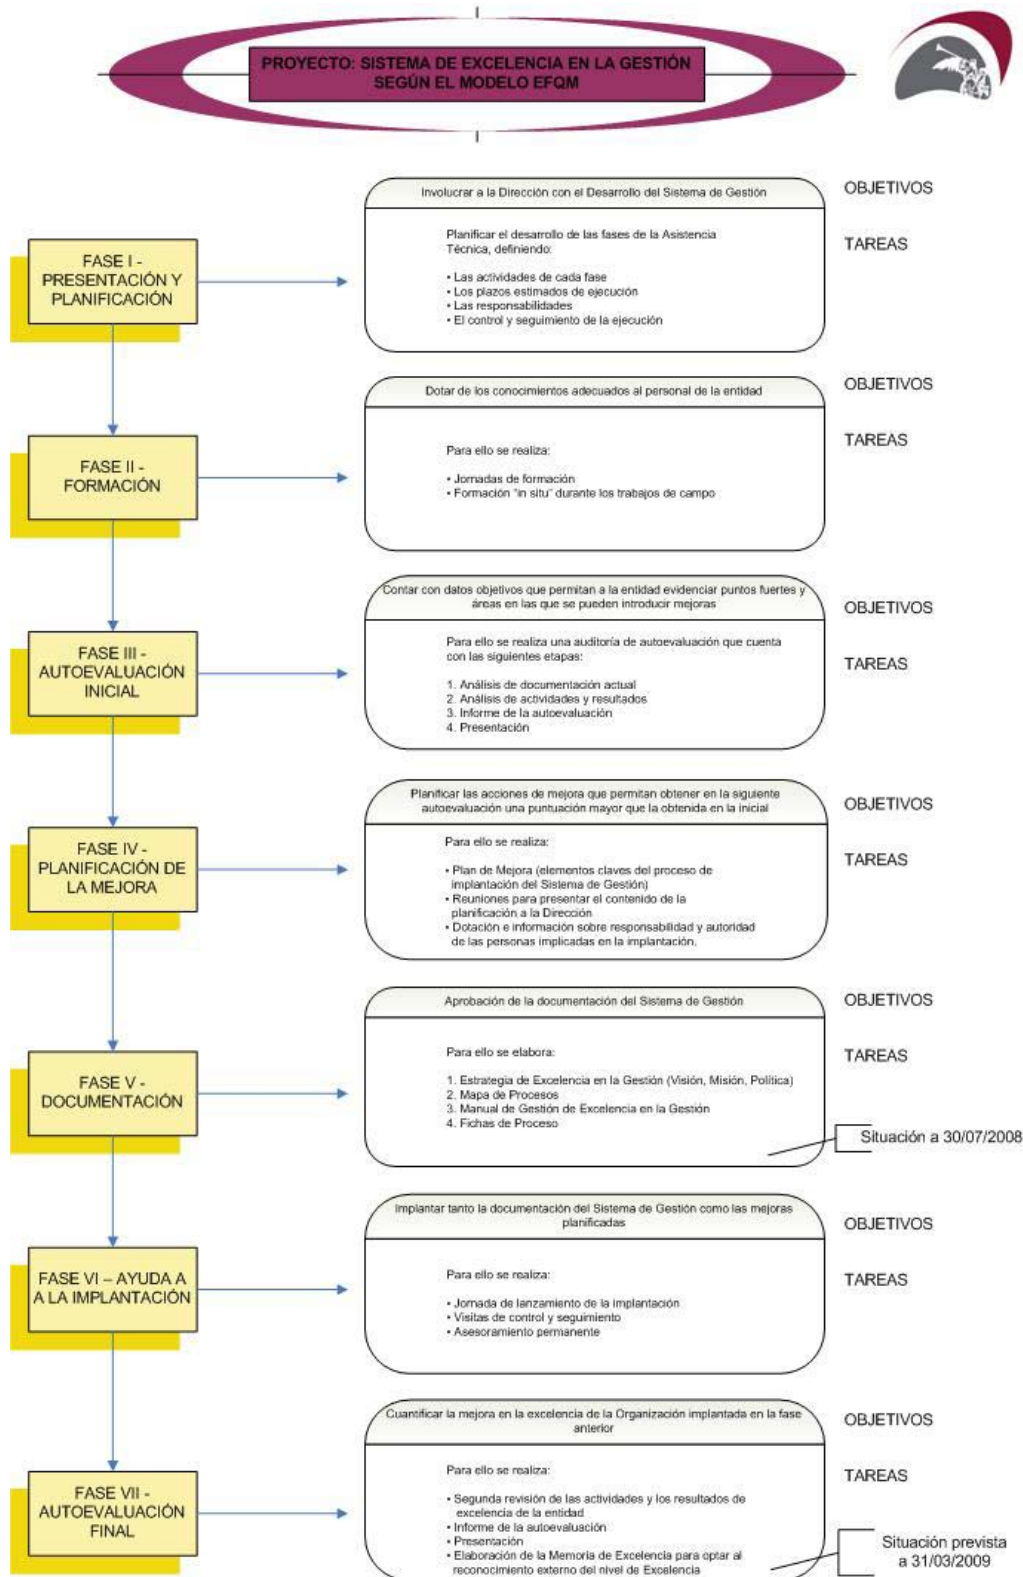 PROYECTO: SISTEMA DE EXCELENCIA EN LA GESTIÓN
SEGÚN EL MODELO EFQM
FASE I -
PRESENTACIÓN Y
PLANIFICACIÓN
Involucrar a la Dirección con el Desarrollo del Sistema de Gestión
OBJETIVOS
Planificar el desarrollo de las fases de la Asistencia
Técnica, definiendo:
• Las actividades de cada fase
• Los plazos estimados de ejecución
• Las responsabilidades
• El control y seguimiento de la ejecución
TAREAS
FASE II -
FORMACIÓN
Dotar de los conocimientos adecuados al personal de la entidad
OBJETIVOS
Para ello se realiza:
• Jornadas de formación
• Formación "in situ" durante los trabajos de campo
TAREAS
FASE III -
AUTOEVALUACIÓN
INICIAL
Contar con datos objetivos que permitan a la entidad evidenciar puntos fuertes y
áreas en las que se pueden introducir mejoras
OBJETIVOS
Para ello se realiza una auditoría de autoevaluación que cuenta
con las siguientes etapas:
1. Análisis de documentación actual
2. Análisis de actividades y resultados
3. Informe de la autoevaluación
4. Presentación
TAREAS
FASE IV -
PLANIFICACIÓN DE
LA MEJORA
Planificar las acciones de mejora que permitan obtener en la siguiente
autoevaluación una puntuación mayor que la obtenida en la inicial
OBJETIVOS
Para ello se realiza:
• Plan de Mejora (elementos claves del proceso de
implantación del Sistema de Gestión)
• Reuniones para presentar el contenido de la
planificación a la Dirección
• Dotación e información sobre responsabilidad y autoridad
de las personas implicadas en la implantación.
TAREAS
FASE V -
DOCUMENTACIÓN
Aprobación de la documentación del Sistema de Gestión
OBJETIVOS
Para ello se elabora:
1. Estrategia de Excelencia en la Gestión (Visión, Misión, Política)
2. Mapa de Procesos
3. Manual de Gestión de Excelencia en la Gestión
4. Fichas de Proceso
TAREAS
Situación a 30/07/2008
FASE VI – AYUDA A
A LA IMPLANTACIÓN
Implantar tanto la documentación del Sistema de Gestión como las mejoras
planificadas
OBJETIVOS
Para ello se realiza:
• Jornada de lanzamiento de la implantación
• Visitas de control y seguimiento
• Asesoramiento permanente
TAREAS
FASE VII -
AUTOEVALUACIÓN
FINAL
Cuantificar la mejora en la excelencia de la Organización implantada en la fase
anterior
OBJETIVOS
Para ello se realiza:
• Segunda revisión de las actividades y los resultados de
excelencia de la entidad
• Informe de la autoevaluación
• Presentación
• Elaboración de la Memoria de Excelencia para optar al
reconocimiento externo del nivel de Excelencia
TAREAS
Situación prevista
a 31/03/2009